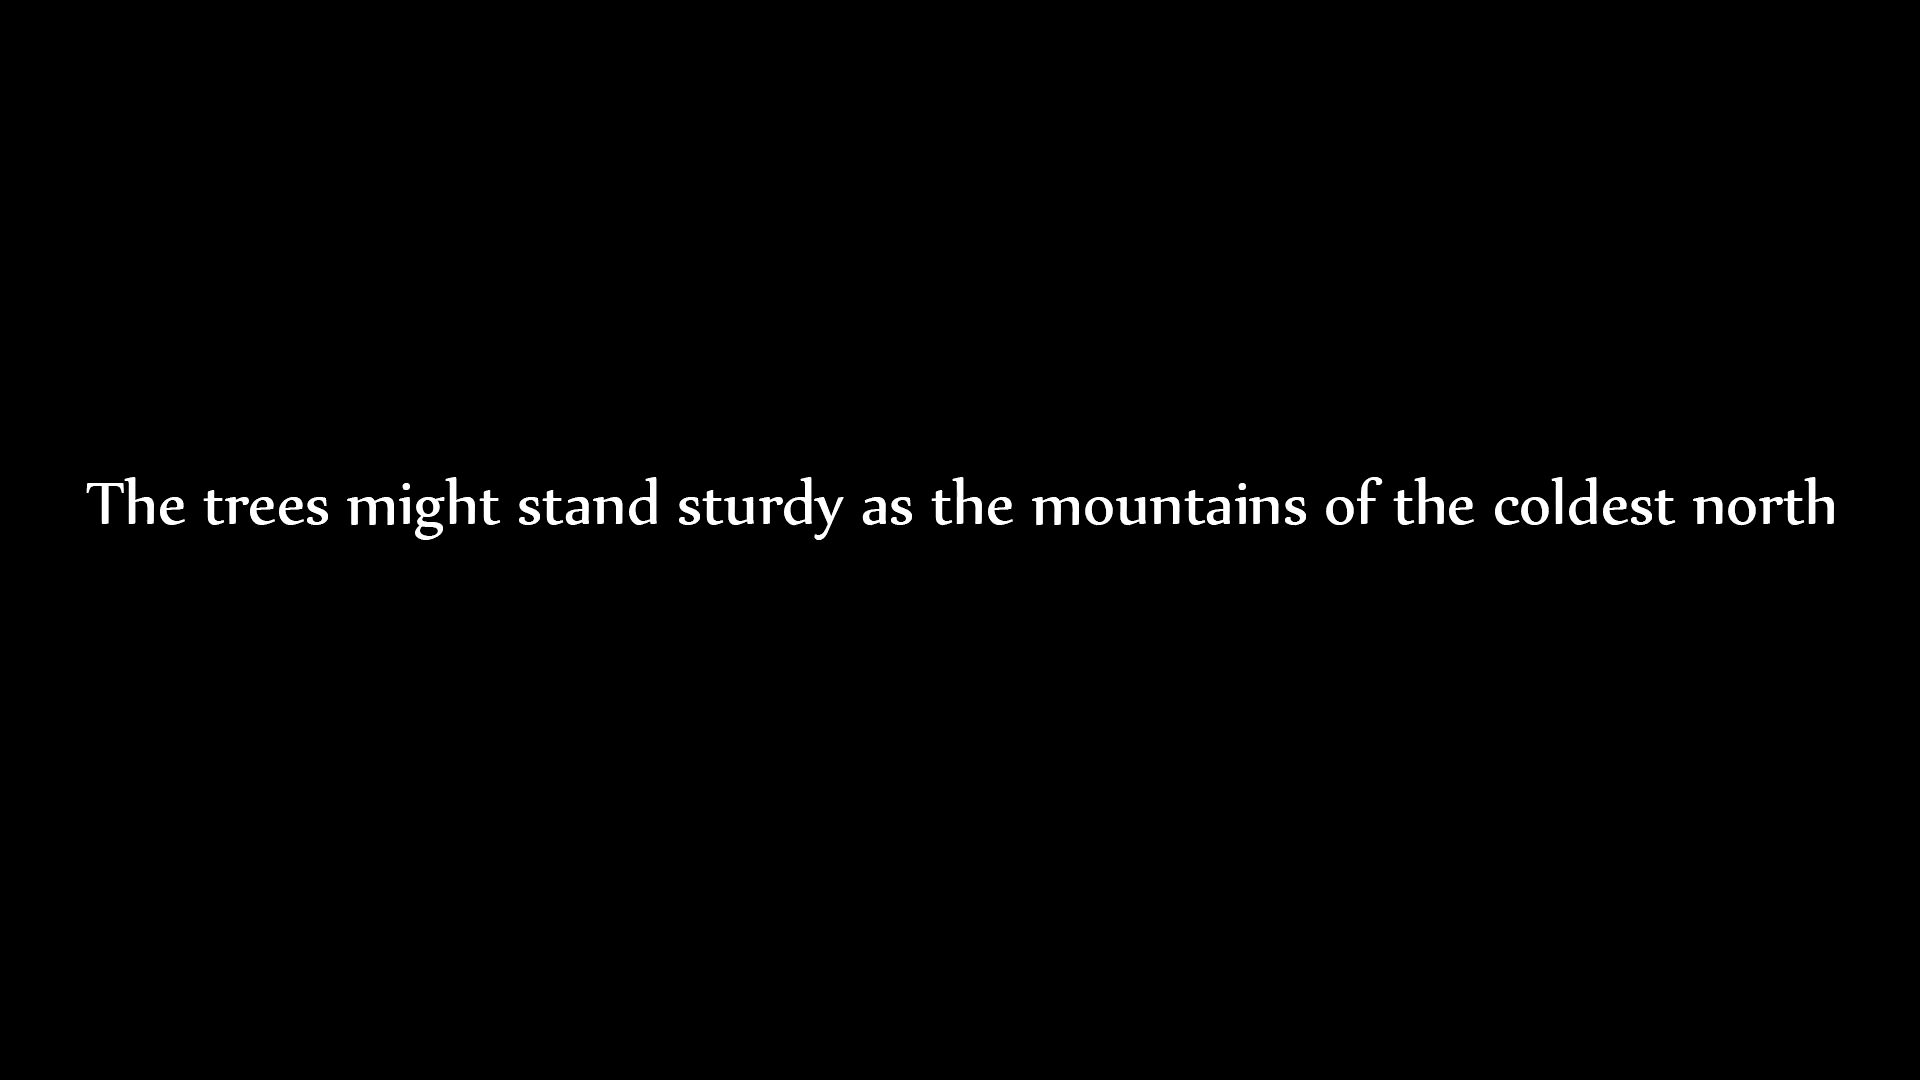 The trees might stand sturdy as the mountains of the coldest north